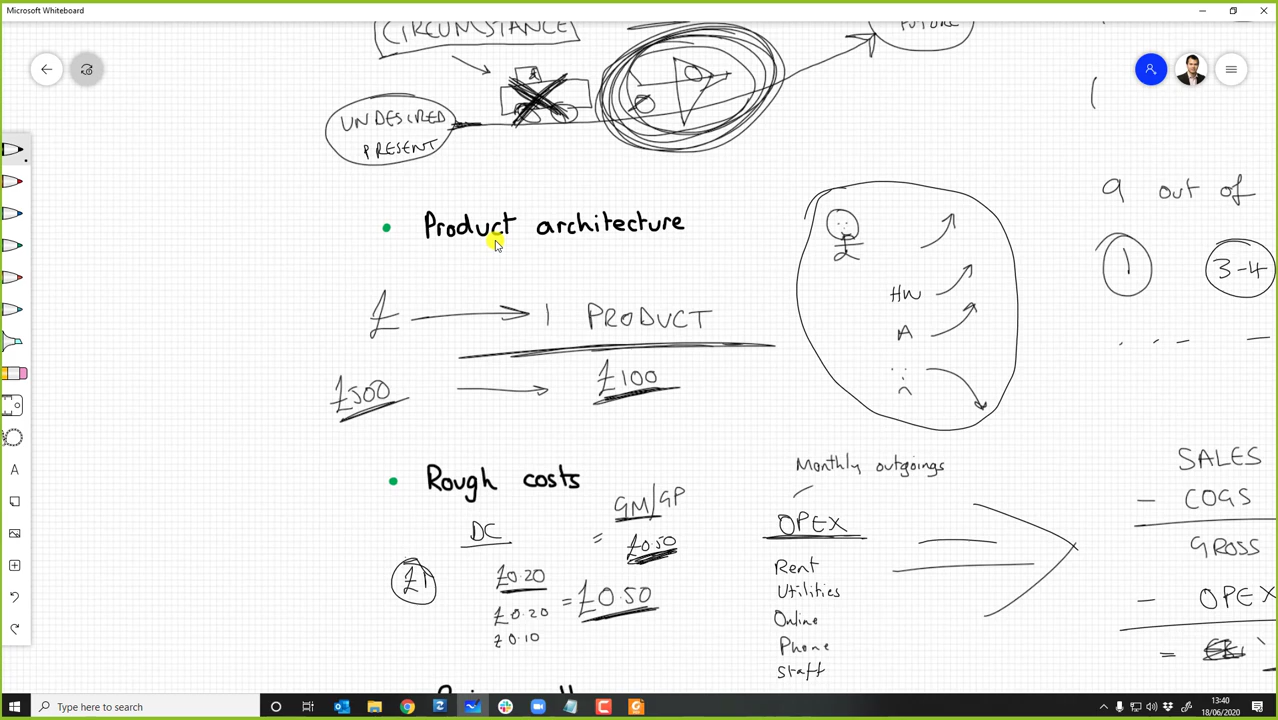 Microsoft Whiteboard
CIRCUMSTANCE
FUTURE
UNDESIRED
PRESENT
9 out of
• Product architecture
£
HW
A
1
3-4
£ → 1 PRODUCT
£500 → £100
• Rough costs
Monthly outgoings
SALES
- COGS
GROSS
- OPEX
=
DC
GM/GP
= £0.50
£1
£0.20
£0.20
£0.10
= £0.50
OPEX
Rent
Utilities
Online
Phone
Staff
A
Type here to search
13:40
18/06/2020